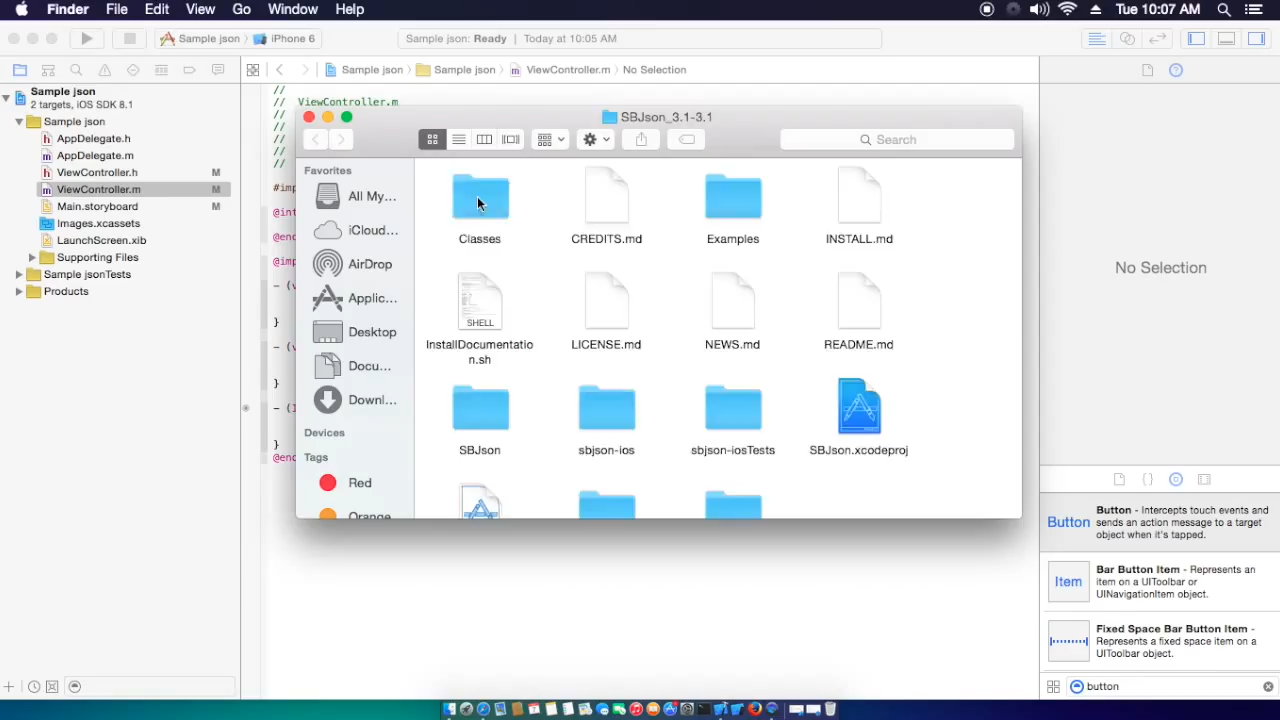 Finder File Edit View Go Window Help
Tue 10:07 AM
Sample json iPhone 6
Sample json: Ready | Today at 10:05 AM
Sample json Sample json ViewController.m No Selection
Sample json
2 targets, iOS SDK 8.1
Sample json
AppDelegate.h
AppDelegate.m
ViewController.h M
ViewController.m M
Main.storyboard M
Images.xcassets
LaunchScreen.xib
Supporting Files
Sample jsonTests
Products
//
// ViewController.m
//
//
//
//
#imp
@int
@end
@imp
- (v
}
- (v
}
- (I
}
@end
SBJson_3.1-3.1
Search
Favorites
All My...
iCloud...
AirDrop
Applic...
Desktop
Docu...
Downl...
Devices
Tags
Red
Orange
Classes
CREDITS.md
Examples
INSTALL.md
SHELL
InstallDocumentatio
n.sh
LICENSE.md
NEWS.md
README.md
SBJson
sbjson-ios
sbjson-iosTests
SBJson.xcodeproj
No Selection
{ }
Button
Button - Intercepts touch events and
sends an action message to a target
object when it's tapped.
Item
Bar Button Item - Represents an
item on a UIToolbar or
UINavigationItem object.
Fixed Space Bar Button Item -
Represents a fixed space item on a
UIToolbar object.
button